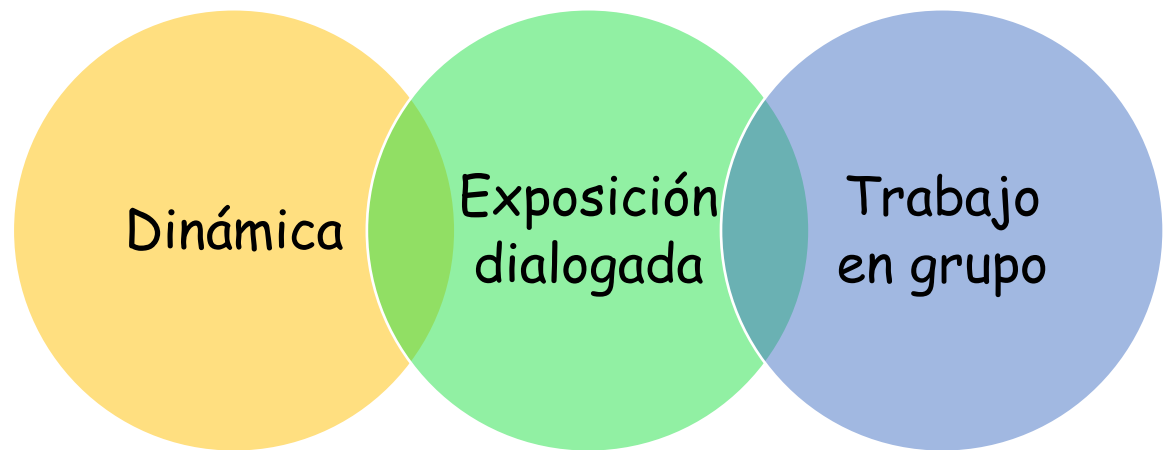 Dinámica
Exposición
dialogada
Trabajo
en grupo